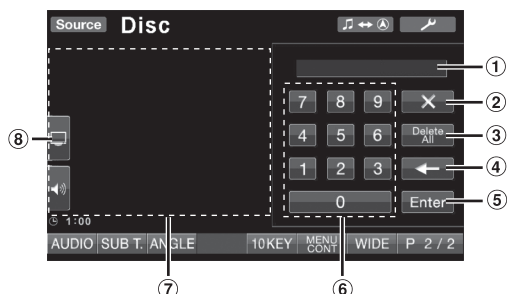 Source Disc
①
7 8 9 ②
4 5 6 Delete All ③
⑧ 1 2 3 ④
0 Enter ⑤
1:00
AUDIO SUB T. ANGLE 10KEY MENU CONT WIDE P 2/2
⑦ ⑥